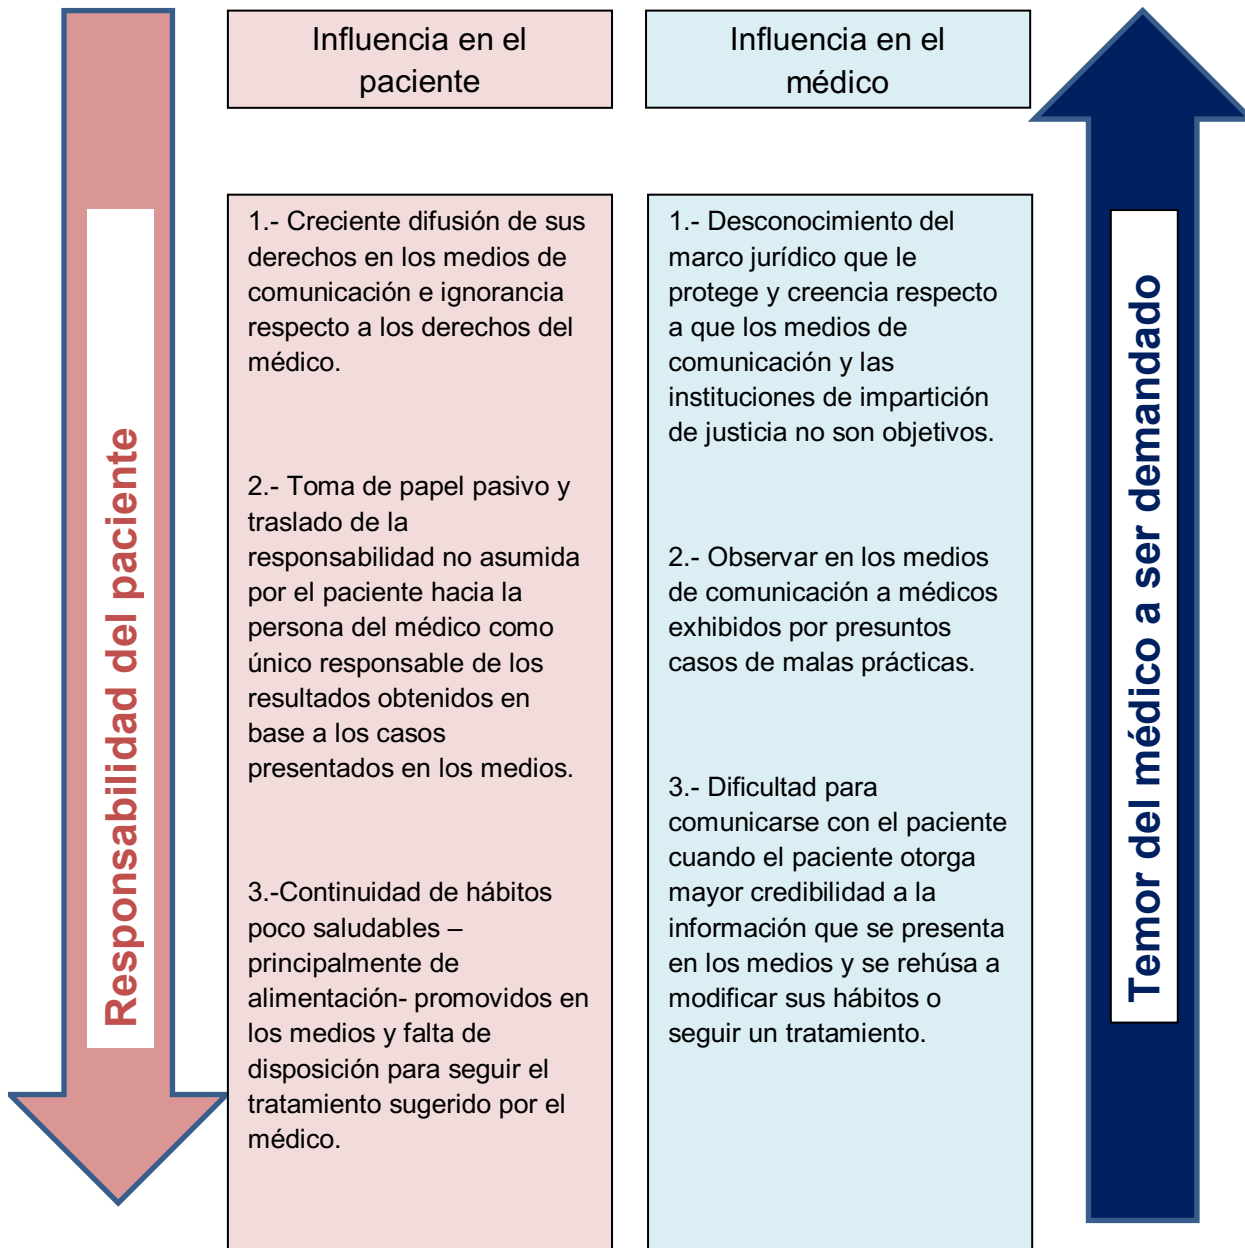 Influencia en el
paciente
Influencia en el
médico
Responsabilidad del paciente
1.- Creciente difusión de sus
derechos en los medios de
comunicación e ignorancia
respecto a los derechos del
médico.
2.- Toma de papel pasivo y
traslado de la
responsabilidad no asumida
por el paciente hacia la
persona del médico como
único responsable de los
resultados obtenidos en
base a los casos
presentados en los medios.
3.-Continuidad de hábitos
poco saludables –
principalmente de
alimentación- promovidos en
los medios y falta de
disposición para seguir el
tratamiento sugerido por el
médico.
1.- Desconocimiento del
marco jurídico que le
protege y creencia respecto
a que los medios de
comunicación y las
instituciones de impartición
de justicia no son objetivos.
2.- Observar en los medios
de comunicación a médicos
exhibidos por presuntos
casos de malas prácticas.
3.- Dificultad para
comunicarse con el paciente
cuando el paciente otorga
mayor credibilidad a la
información que se presenta
en los medios y se rehúsa a
modificar sus hábitos o
seguir un tratamiento.
Temor del médico a ser demandado